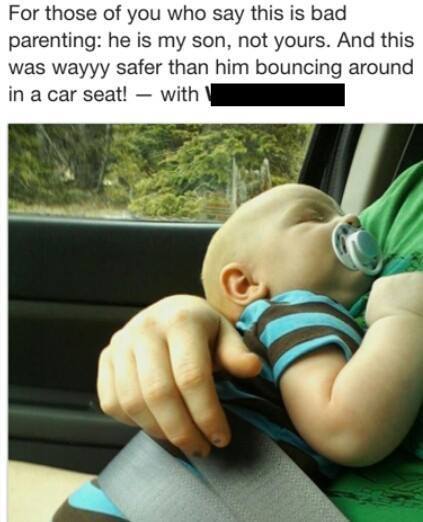 For those of you who say this is bad
parenting: he is my son, not yours. And this
was wayyy safer than him bouncing around
in a car seat! — with